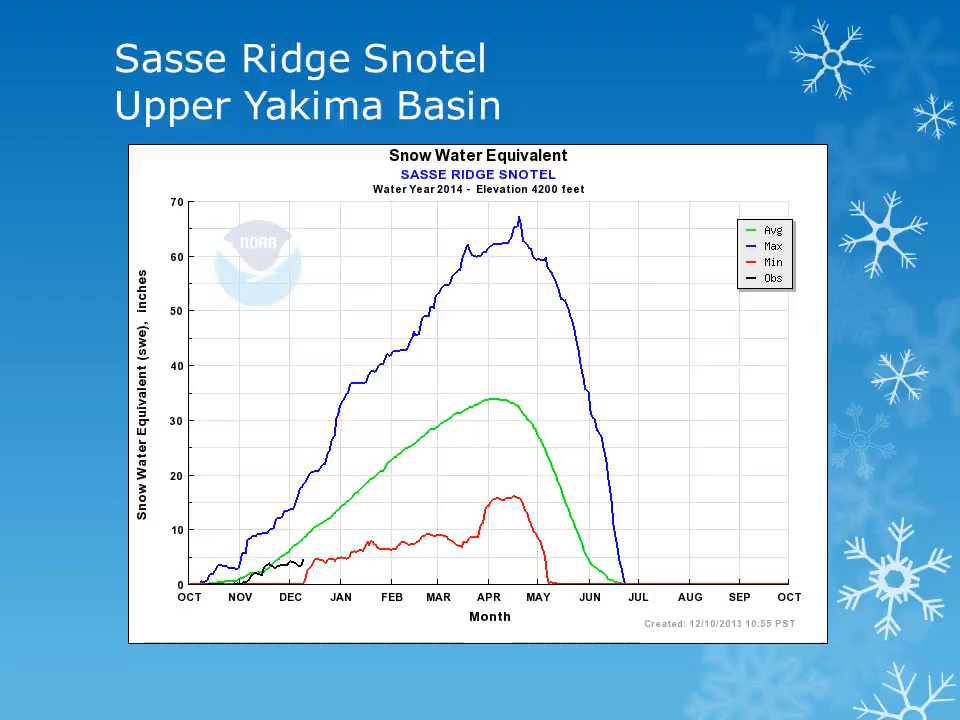 Sasse Ridge Snotel
Upper Yakima Basin
Snow Water Equivalent
SASSE RIDGE SNOTEL
Water Year 2014 - Elevation 4200 feet
Snow Water Equivalent (swe), inches
70
60
50
40
30
20
10
0
NOAA
Avg
Max
Min
Obs
OCT NOV DEC JAN FEB MAR APR MAY JUN JUL AUG SEP OCT
Month
Created: 12/10/2013 10:55 PST